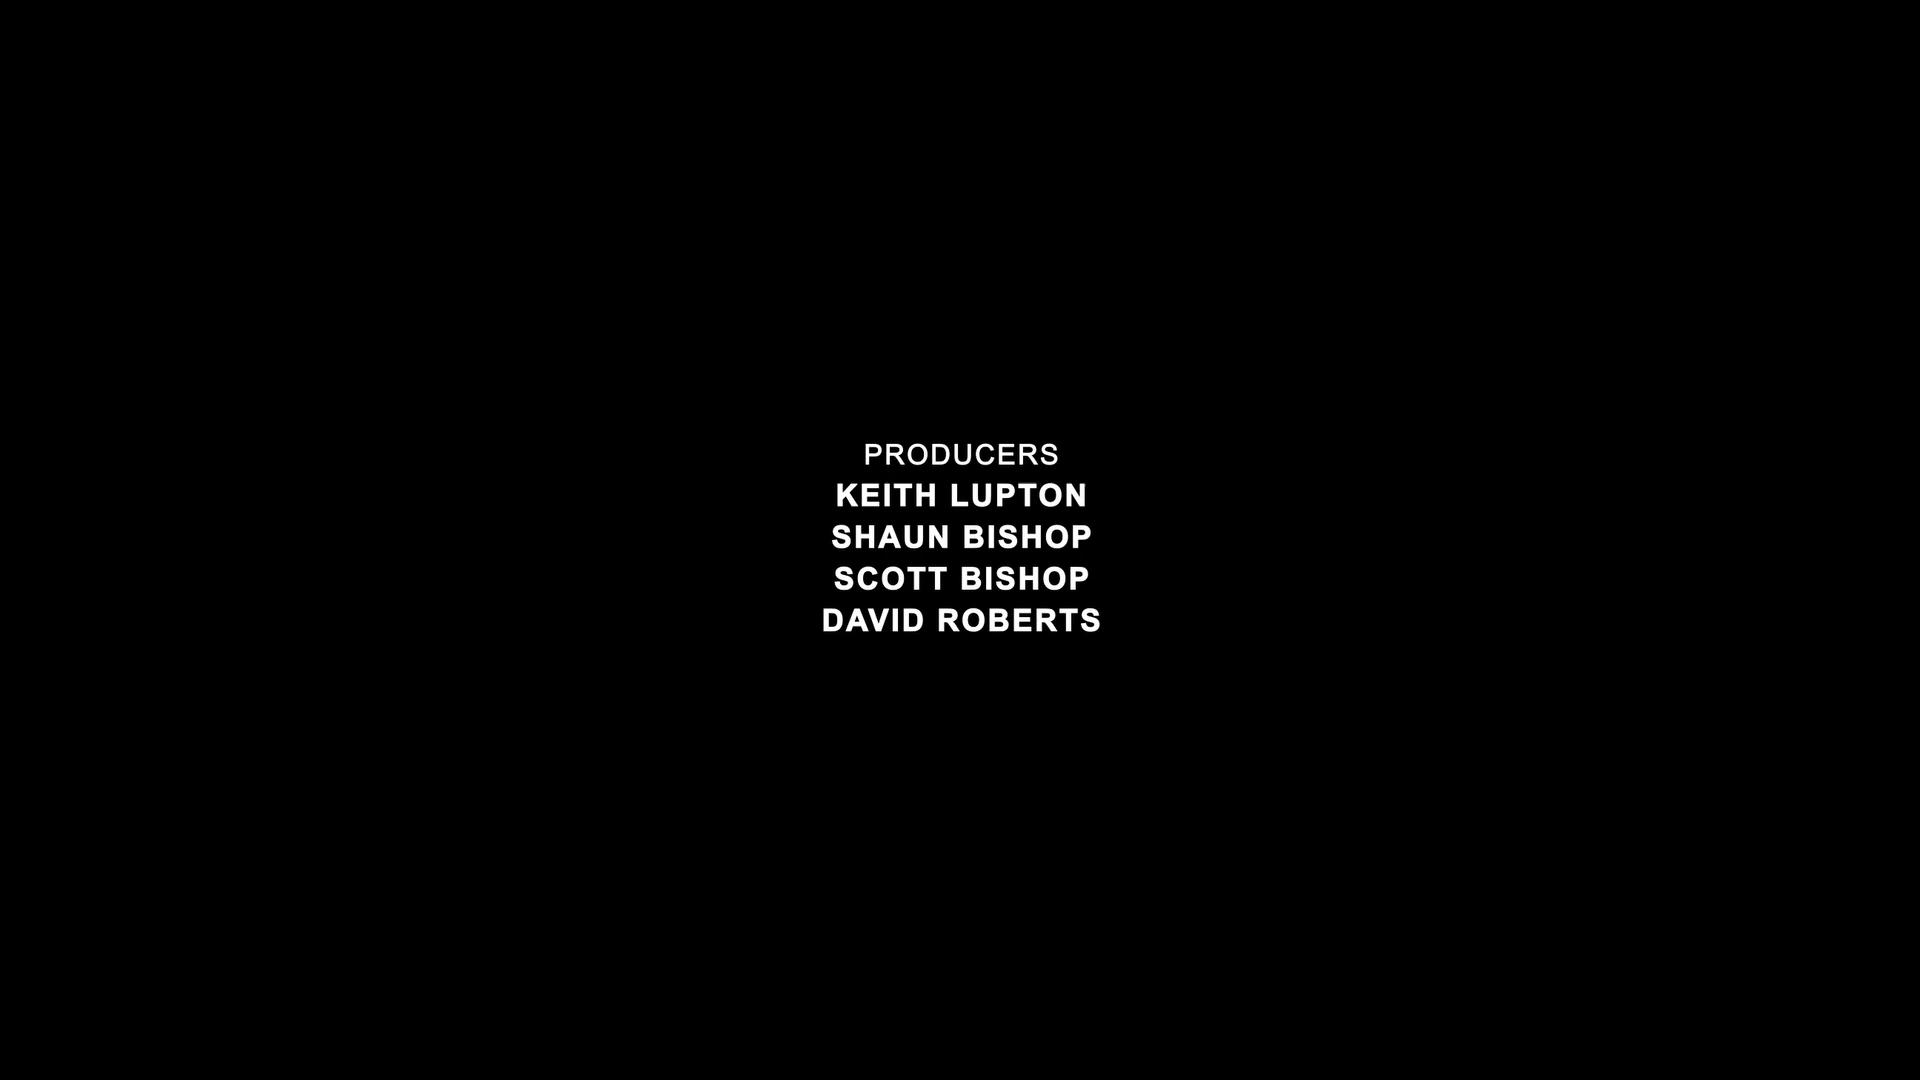 PRODUCERS
KEITH LUPTON
SHAUN BISHOP
SCOTT BISHOP
DAVID ROBERTS